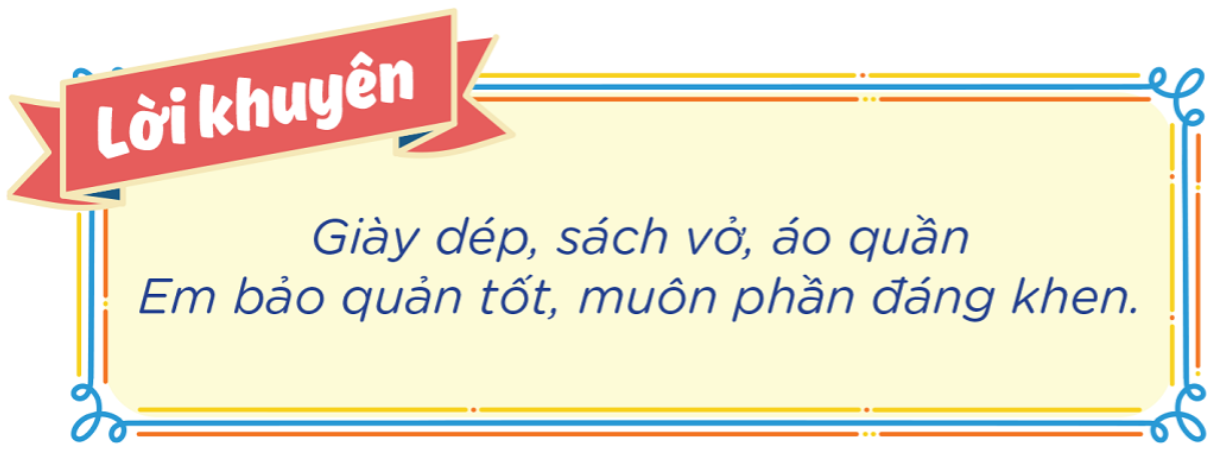 Lời khuyên
Giày dép, sách vở, áo quần
Em bảo quản tốt, muôn phần đáng khen.